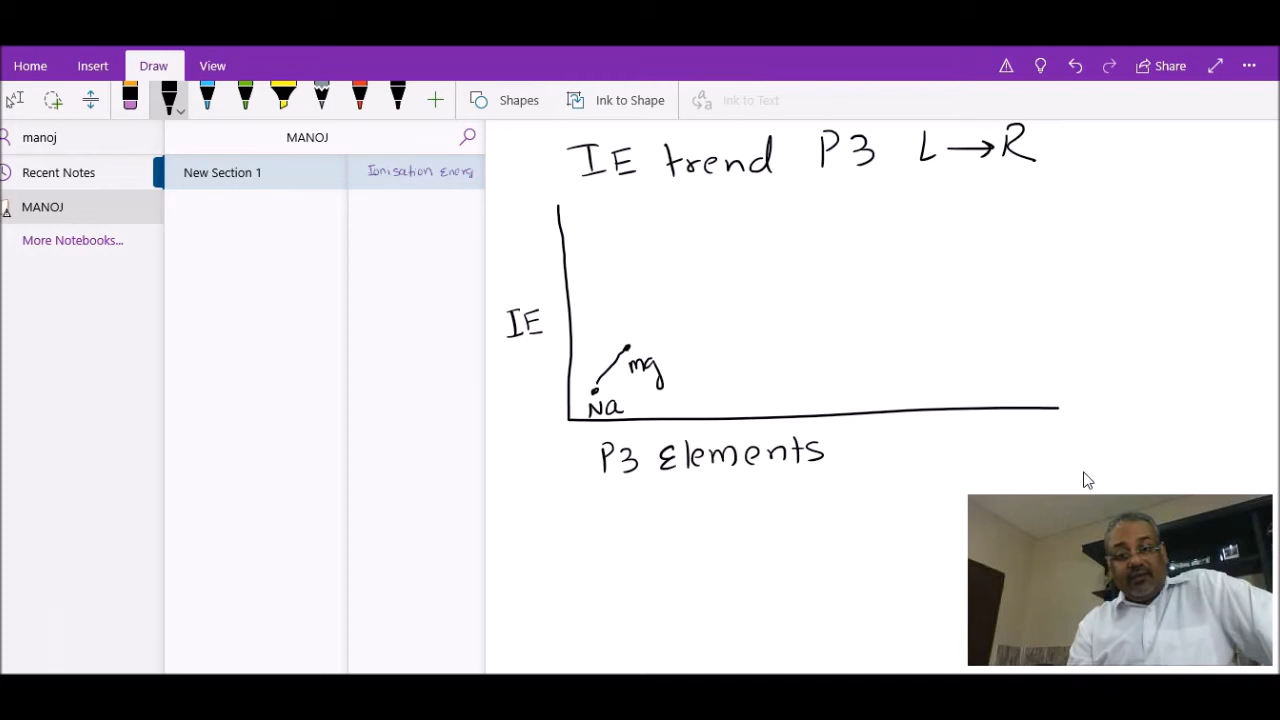 Home Insert Draw View
Share
Shapes Ink to Shape Ink to Text
manoj
MANOJ
Recent Notes
New Section 1
Ionisation Energ
MANOJ
More Notebooks...
IE trend P3 L → R
IE
mg
Na
P3 Elements